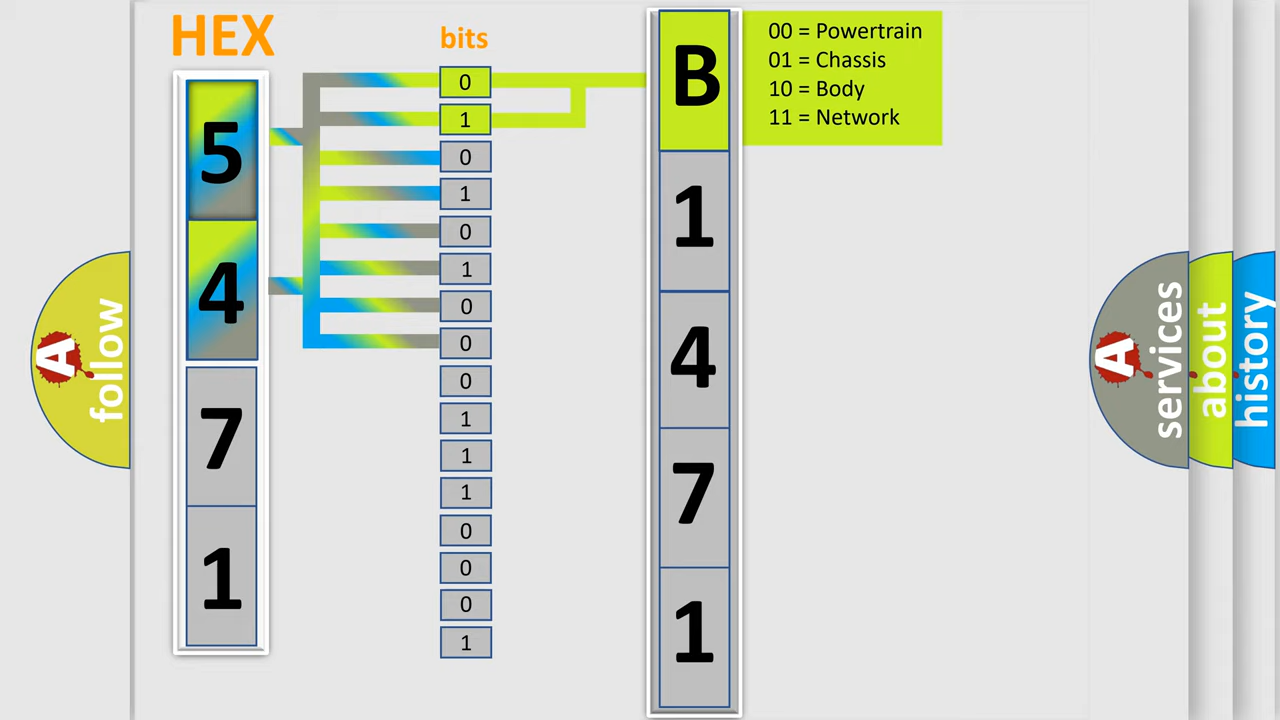 HEX
5
4
7
1
bits
0
1
0
1
0
1
0
0
0
1
1
1
0
0
0
1
B
1
4
7
1
00 = Powertrain
01 = Chassis
10 = Body
11 = Network
A follow
A services
about
history